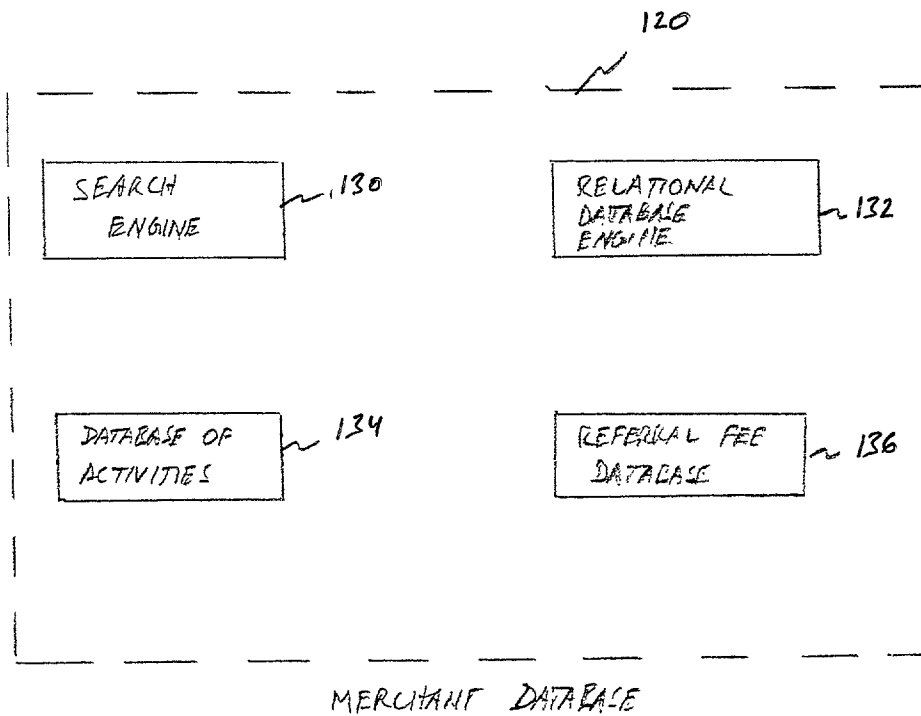 120
SEARCH
ENGINE
130
RELATIONAL
DATABASE
ENGINE
132
DATABASE OF
ACTIVITIES
134
REFERRAL FEE
DATABASE
136
MERCHANT DATABASE